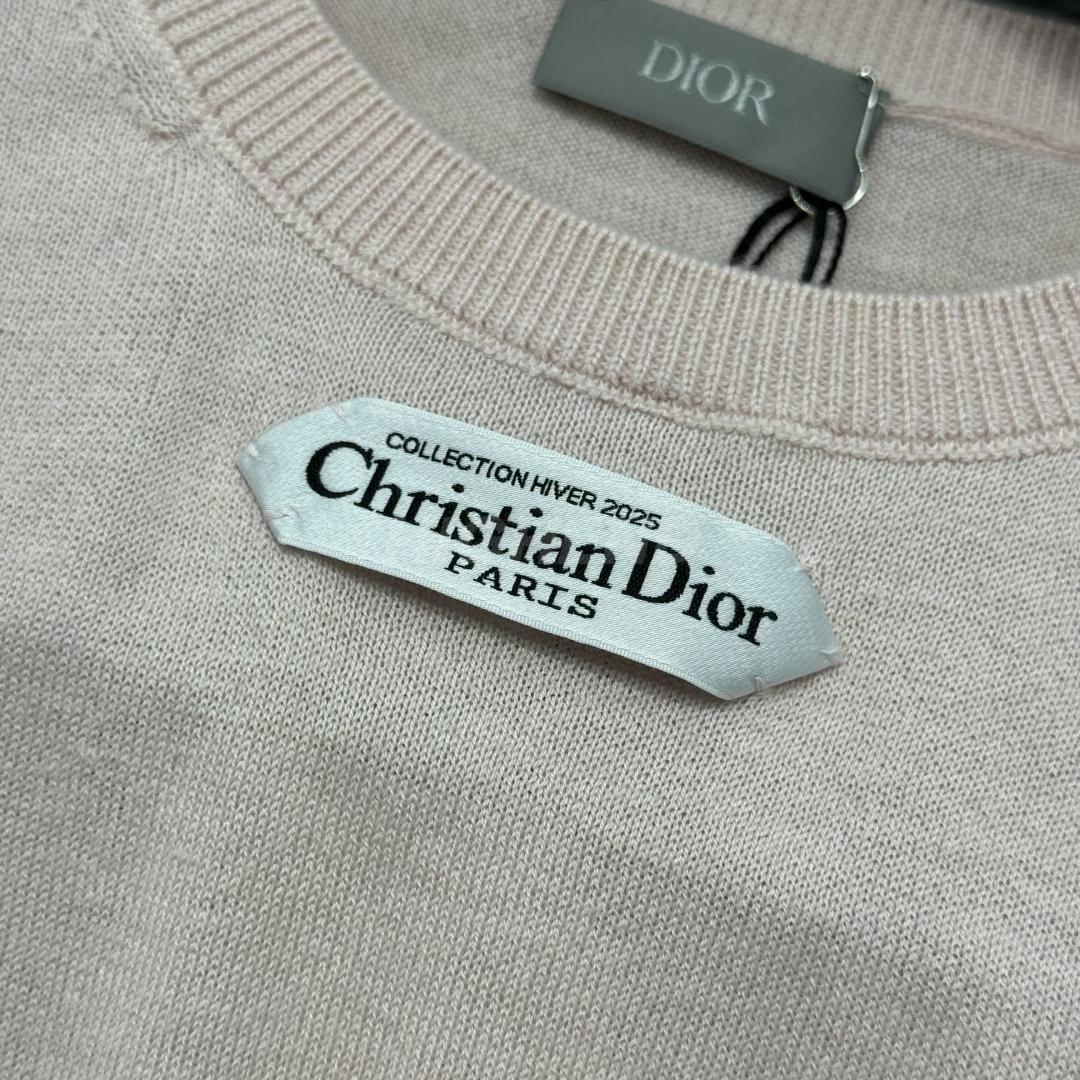 DIOR
COLLECTION HIVER 2025
Christian Dior
PARIS